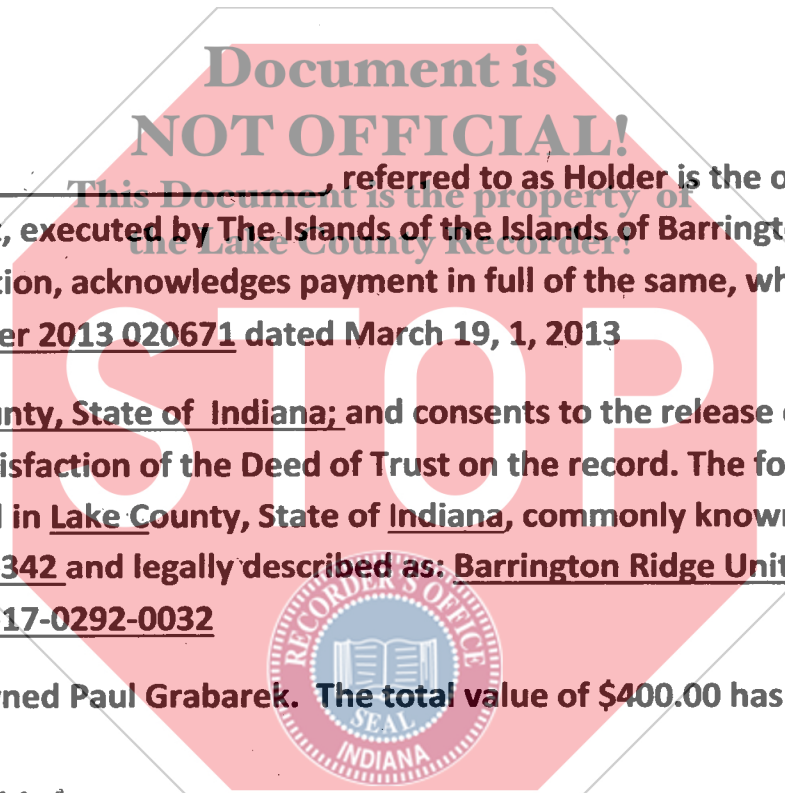 Document is
NOT OFFICIAL!
, referred to as Holder is the o
This Document is the property of
, executed by The Islands of the Islands of Barringt
the Lake County Recorder!
tion, acknowledges payment in full of the same, wh
er 2013 020671 dated March 19, 1, 2013
STOP
unty, State of Indiana; and consents to the release
isfaction of the Deed of Trust on the record. The fo
l in Lake County, State of Indiana, commonly know
342 and legally described as: Barrington Ridge Unit
17-0292-0032
RECORDER'S OFFICE
ned Paul Grabarek. The total value of $400.00 has
SEAL
INDIANA